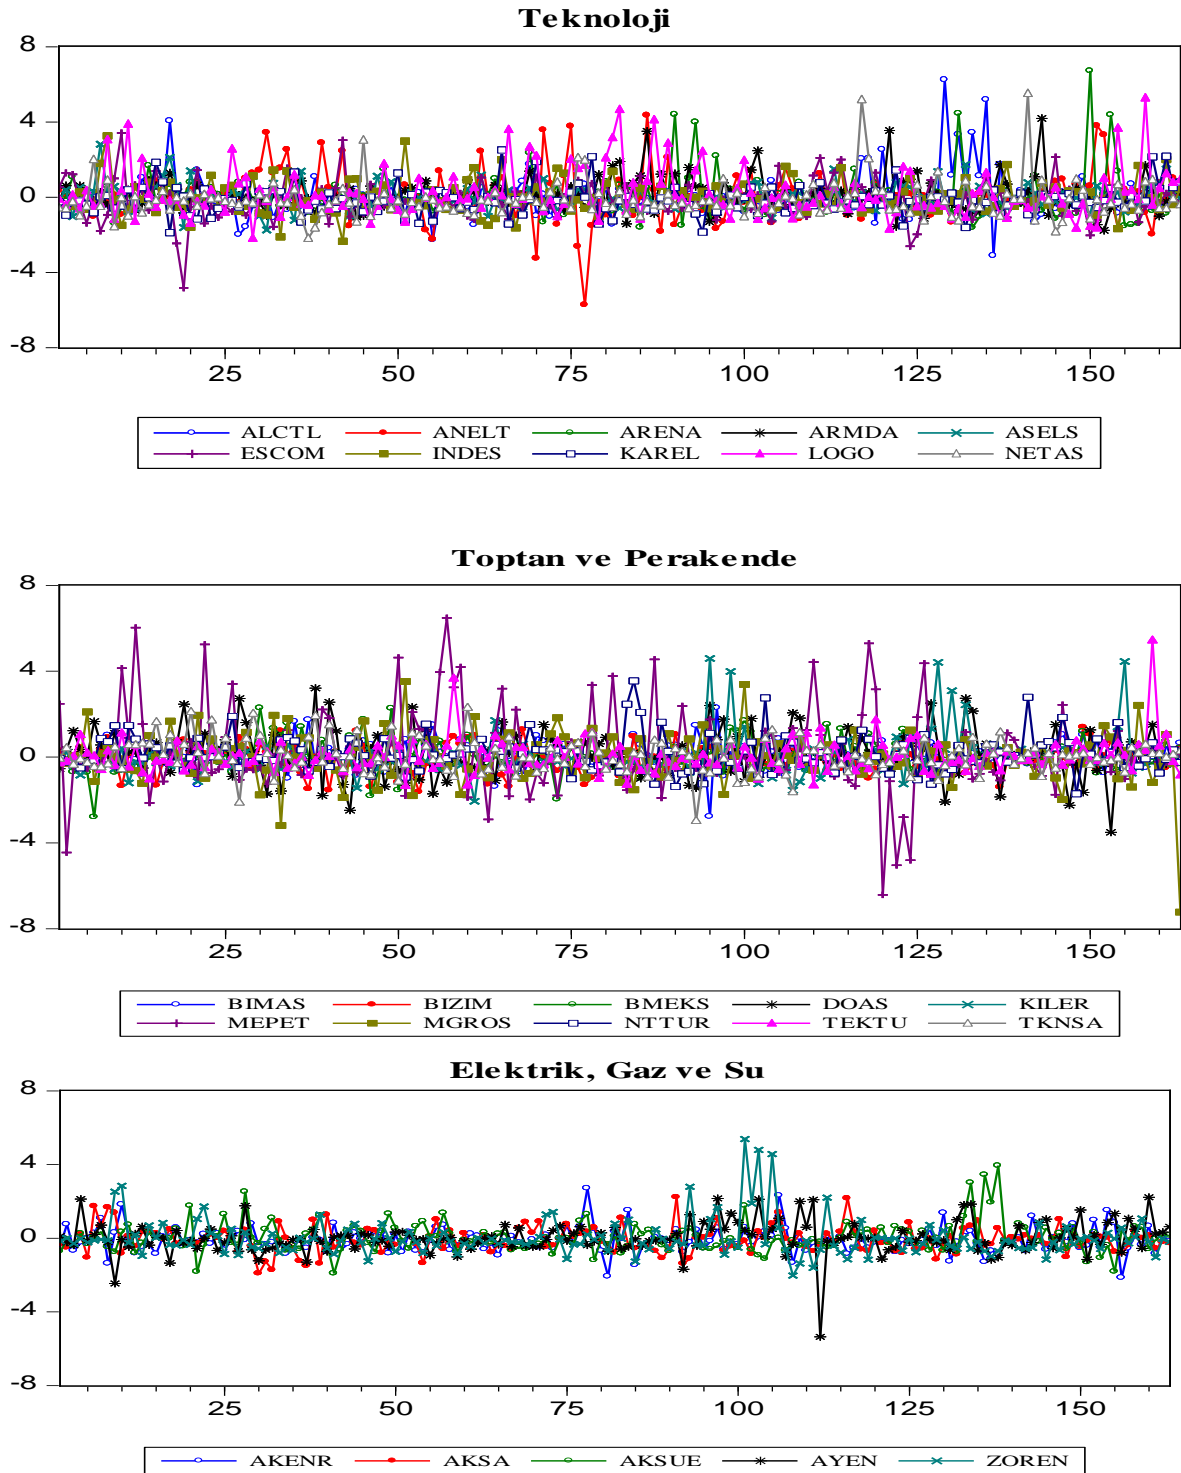 Teknoloji
8
4
0
-4
-8
25 50 75 100 125 150
ALCTL ANELT ARENA ARMDA ASELS
ESCOM INDES KAREL LOGO NETAS
Toptan ve Perakende
8
4
0
-4
-8
25 50 75 100 125 150
BIMAS BIZIM BMEKS DOAS KILER
MEPET MGROS NTTUR TEKTU TKNSA
Elektrik, Gaz ve Su
8
4
0
-4
-8
25 50 75 100 125 150
AKENR AKSA AKSUE AYEN ZOREN